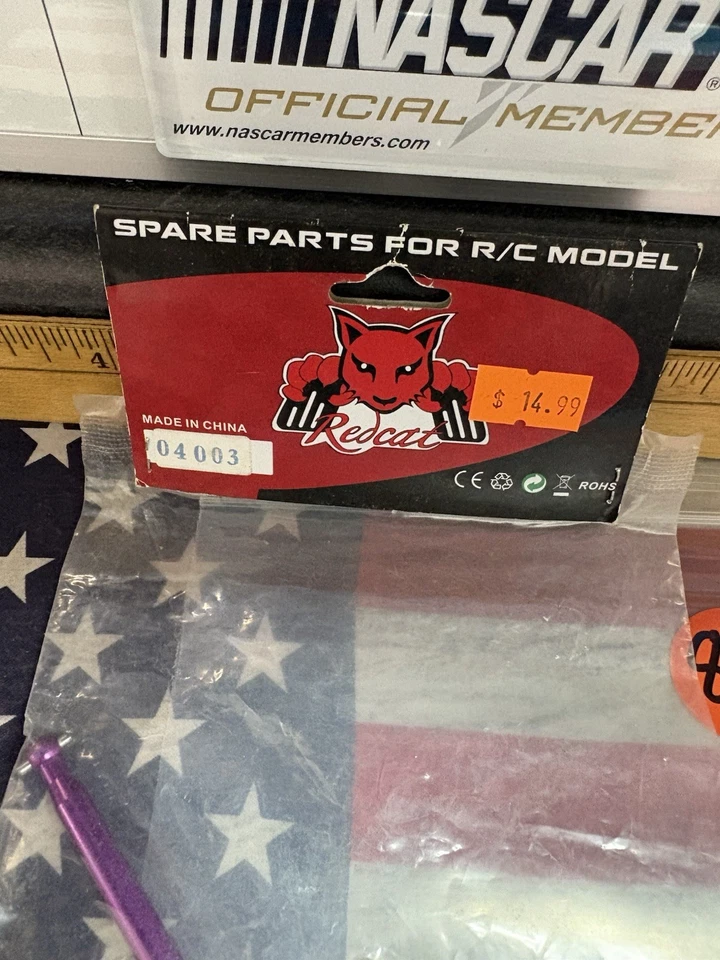 NASCAR®
OFFICIAL MEMBER
www.nascarmembers.com
SPARE PARTS FOR R/C MODEL
4
$ 14.99
Redcat
MADE IN CHINA
04003
CE ROHS